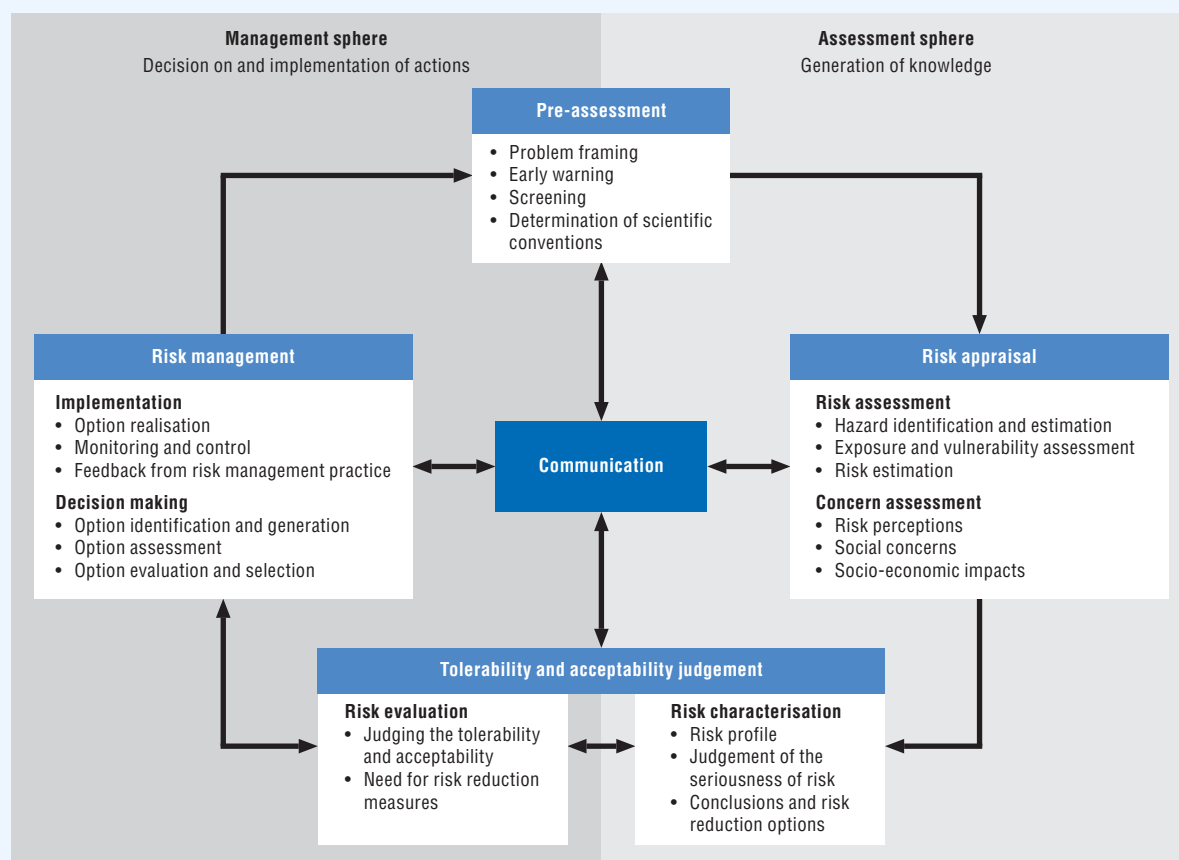 Management sphere
Decision on and implementation of actions
Assessment sphere
Generation of knowledge
Pre-assessment
• Problem framing
• Early warning
• Screening
• Determination of scientific
conventions
Risk management
Implementation
• Option realisation
• Monitoring and control
• Feedback from risk management practice
Decision making
• Option identification and generation
• Option assessment
• Option evaluation and selection
Communication
Risk appraisal
Risk assessment
• Hazard identification and estimation
• Exposure and vulnerability assessment
• Risk estimation
Concern assessment
• Risk perceptions
• Social concerns
• Socio-economic impacts
Tolerability and acceptability judgement
Risk evaluation
• Judging the tolerability
and acceptability
• Need for risk reduction
measures
Risk characterisation
• Risk profile
• Judgement of the
seriousness of risk
• Conclusions and risk
reduction options